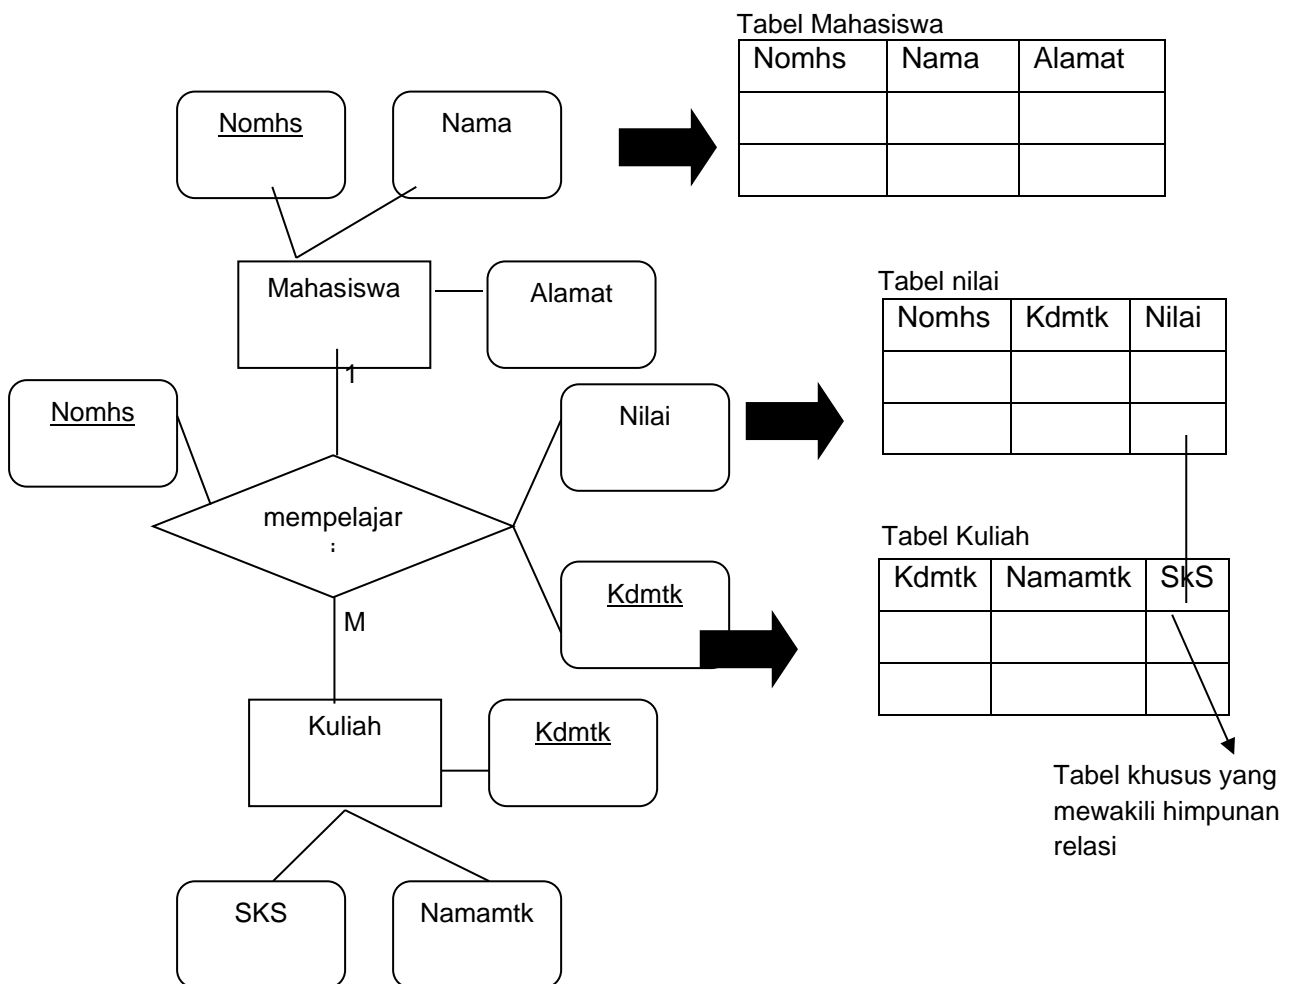 Tabel Mahasiswa
Nomhs Nama Alamat
Nomhs
Nama
Mahasiswa
Alamat
1
Tabel nilai
Nomhs Kdmtk Nilai
Nomhs
Nilai
mempelajar
Kdmtk
M
Tabel Kuliah
Kdmtk Namamtk SkS
Kuliah
Kdmtk
SKS
Namamtk
Tabel khusus yang
mewakili himpunan
relasi